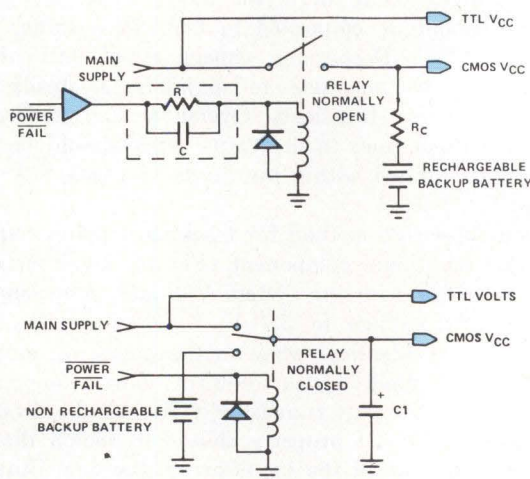 TTL VCC
MAIN
SUPPLY
CMOS VCC
RELAY
NORMALLY
OPEN
R
POWER
FAIL
C
RC
RECHARGEABLE
BACKUP BATTERY
TTL VOLTS
MAIN SUPPLY
CMOS VCC
RELAY
NORMALLY
CLOSED
POWER
FAIL
+
C1
NON RECHARGEABLE
BACKUP BATTERY